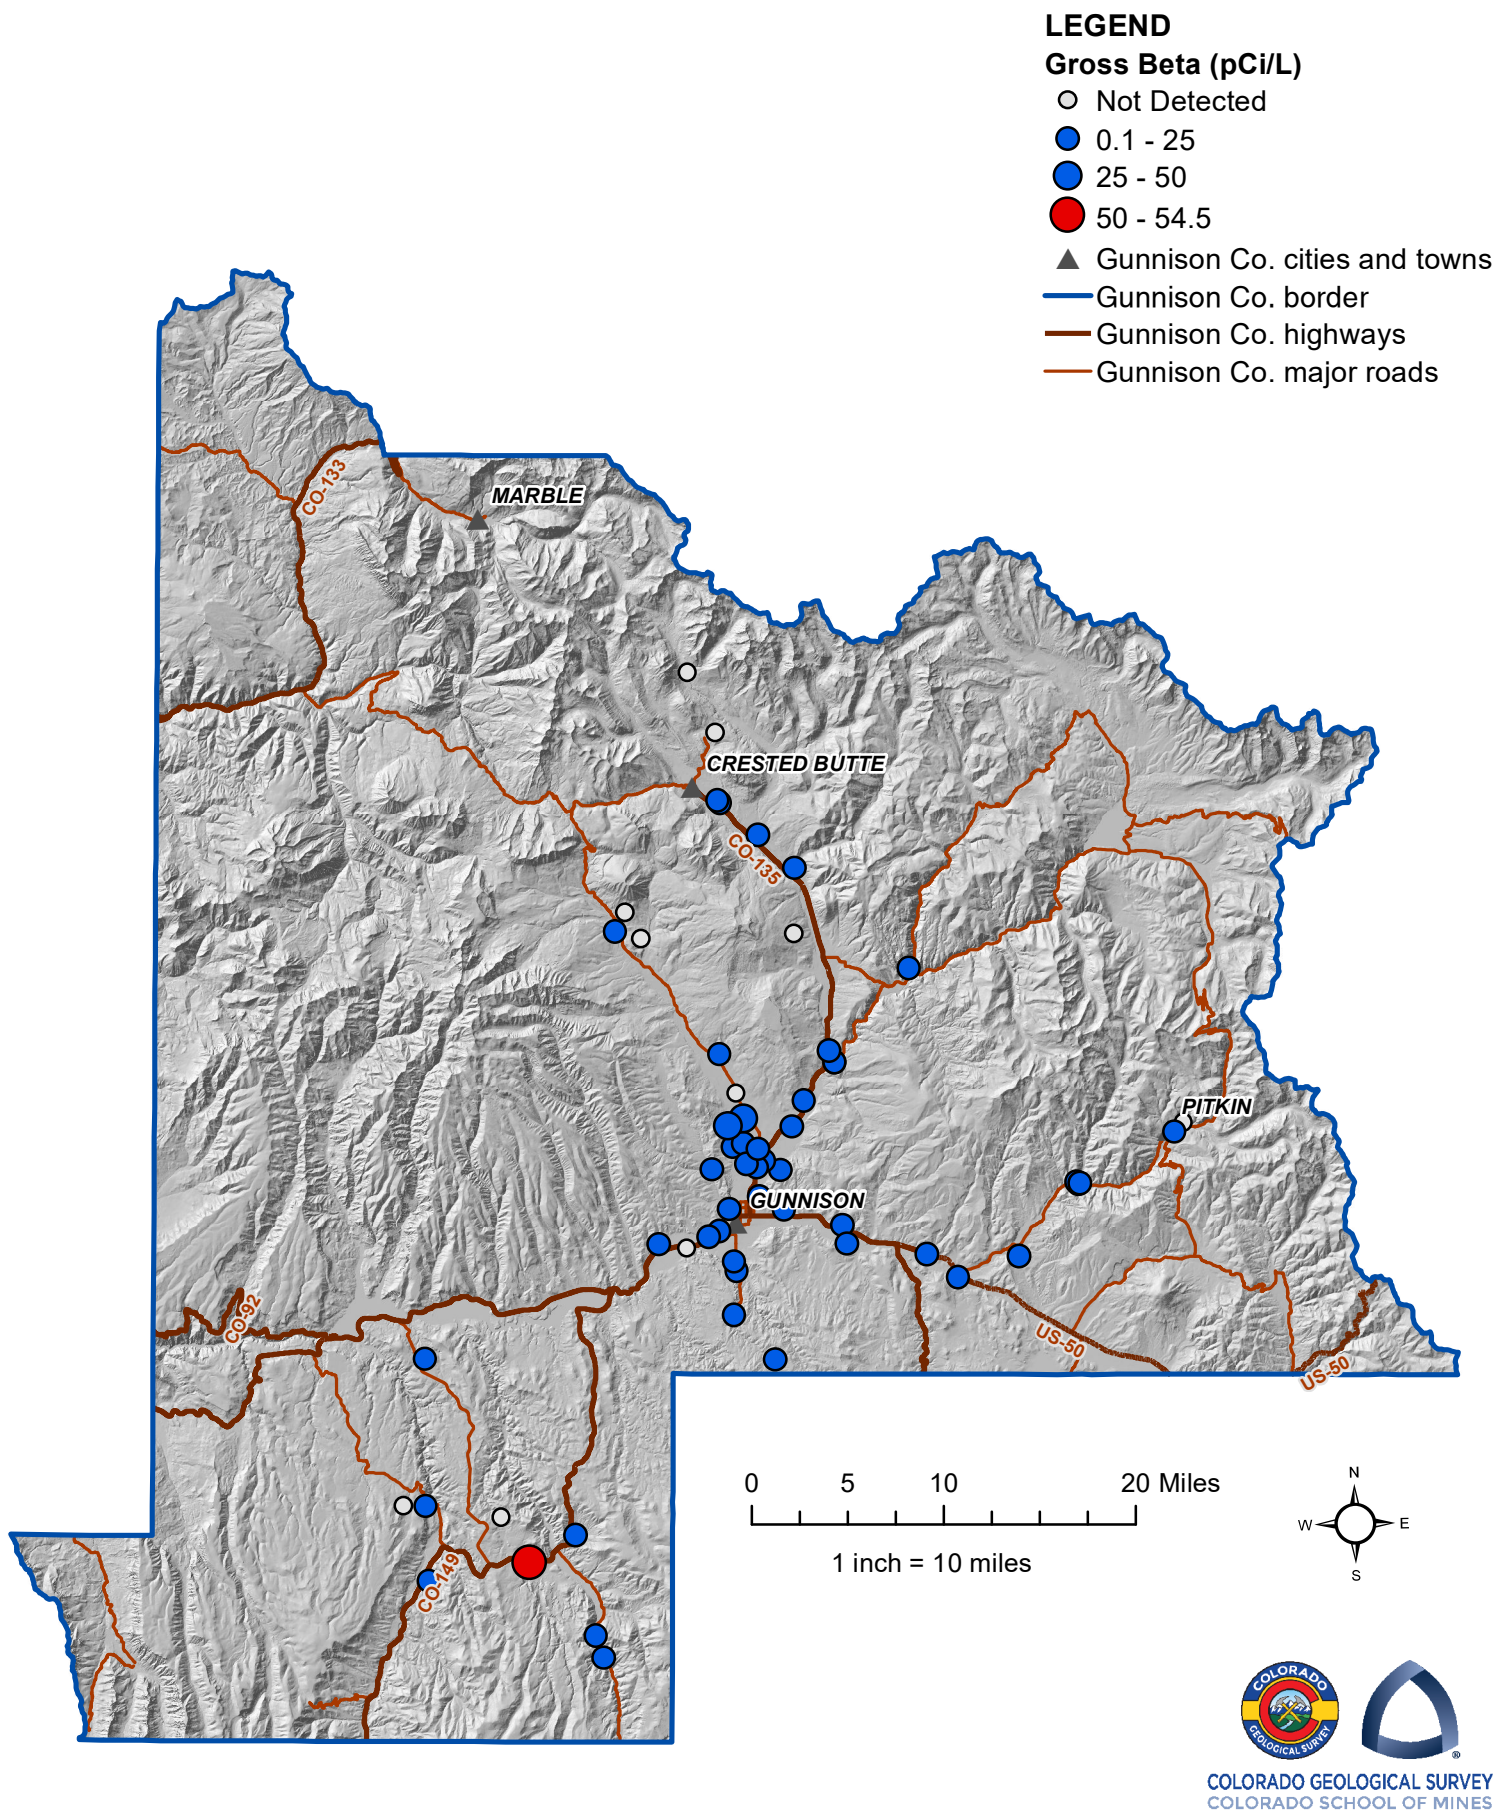 LEGEND
Gross Beta (pCi/L)
Not Detected
0.1 - 25
25 - 50
50 - 54.5
Gunnison Co. cities and towns
Gunnison Co. border
Gunnison Co. highways
Gunnison Co. major roads
CO-133
MARBLE
CRESTED BUTTE
CO-135
PITKIN
GUNNISON
CO-92
US-50
US-50
CO-149
0 5 10 20 Miles
1 inch = 10 miles
N
W E
S
COLORADO
GEOLOGICAL SURVEY
®
COLORADO GEOLOGICAL SURVEY
COLORADO SCHOOL OF MINES